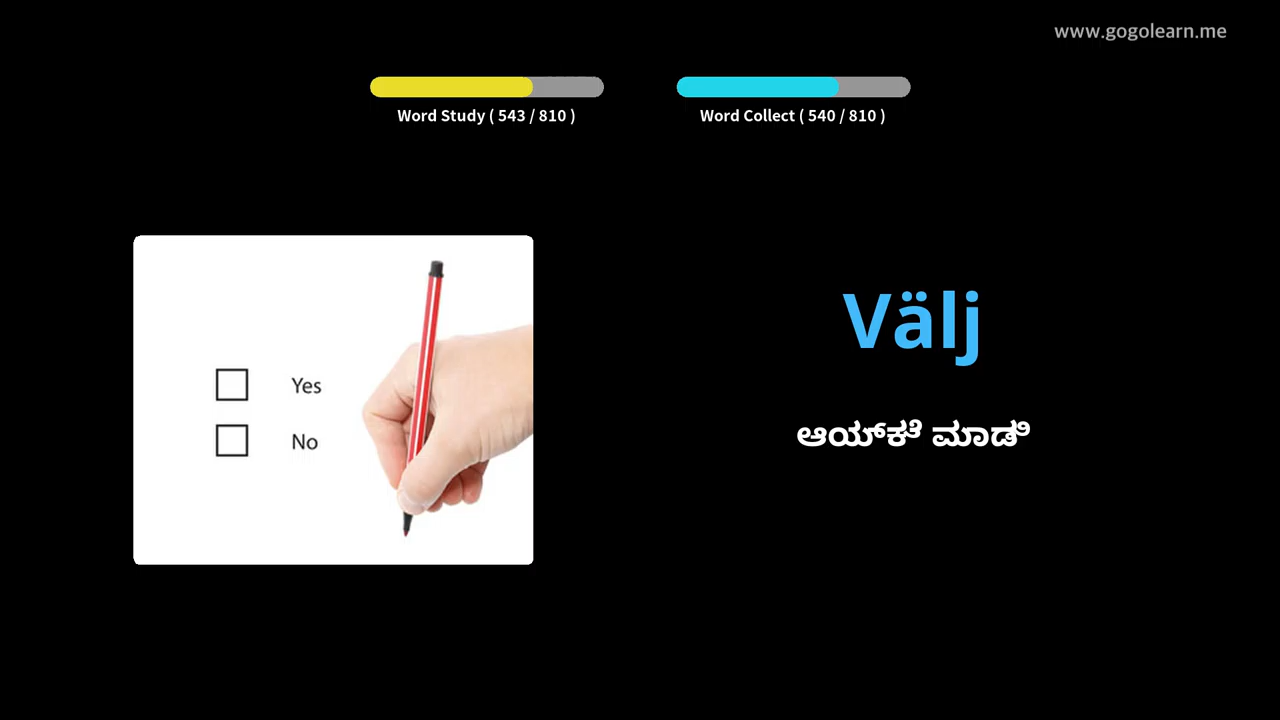 www.gogolearn.me
Word Study ( 543 / 810 )
Word Collect ( 540 / 810 )
Yes
No
Välj
ಆಯ್ಕೆ ಮಾಡಿ